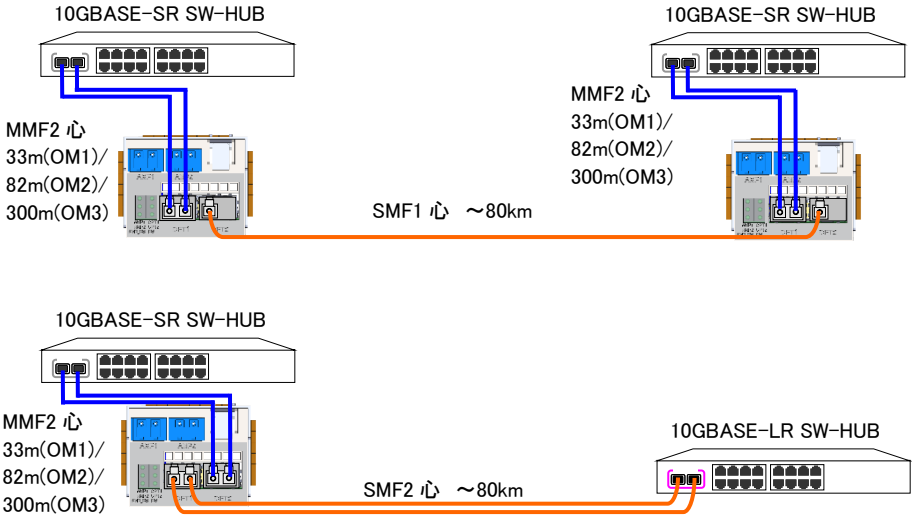 10GBASE-SR SW-HUB
10GBASE-SR SW-HUB
MMF2 心
33m(OM1)/
82m(OM2)/
300m(OM3)
MMF2 心
33m(OM1)/
82m(OM2)/
300m(OM3)
SMF1 心 ~80km
10GBASE-SR SW-HUB
MMF2 心
33m(OM1)/
82m(OM2)/
300m(OM3)
10GBASE-LR SW-HUB
SMF2 心 ~80km